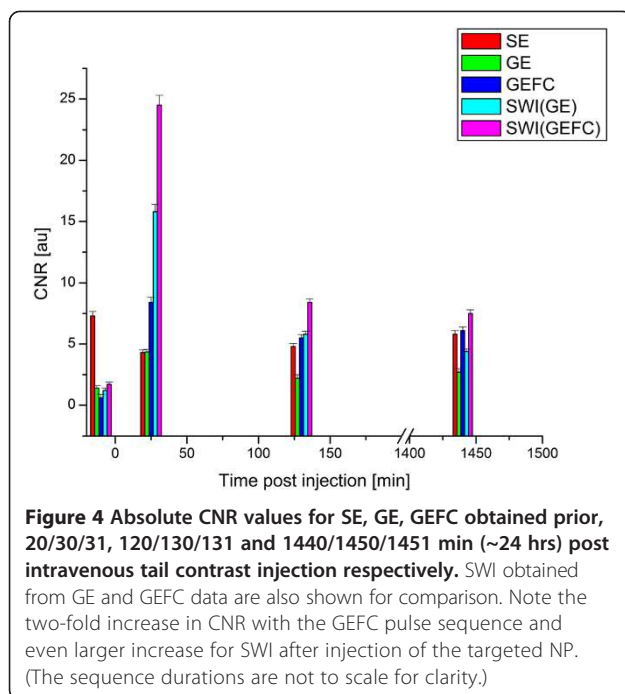 SE
GE
GEFC
SWI(GE)
SWI(GEFC)
25
20
15
10
5
0
CNR [au]
0 50 100 150 1400 1450 1500
Time post injection [min]
Figure 4 Absolute CNR values for SE, GE, GEFC obtained prior,
20/30/31, 120/130/131 and 1440/1450/1451 min (~24 hrs) post
intravenous tail contrast injection respectively. SWI obtained
from GE and GEFC data are also shown for comparison. Note the
two-fold increase in CNR with the GEFC pulse sequence and
even larger increase for SWI after injection of the targeted NP.
(The sequence durations are not to scale for clarity.)